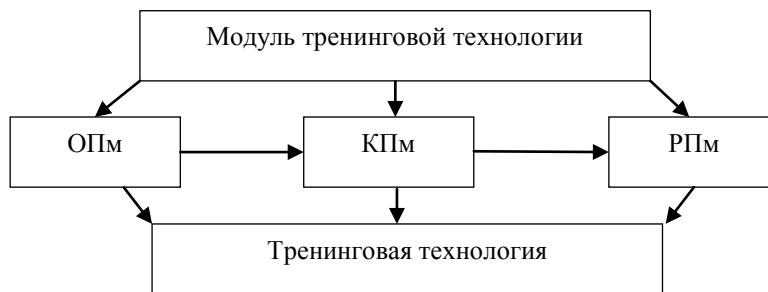 Модуль тренинговой технологии
ОПм
КПм
РПм
Тренинговая технология